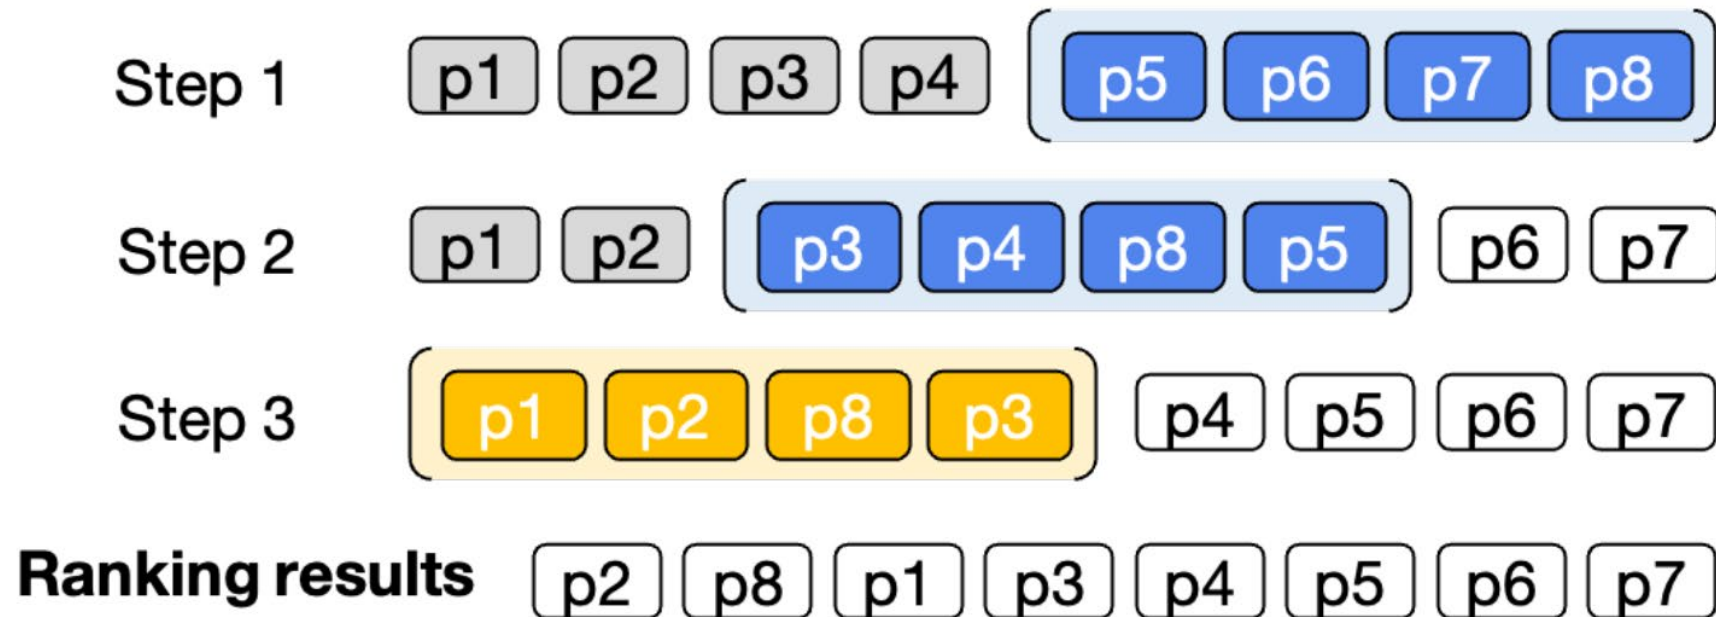 Step 1 p1 p2 p3 p4 p5 p6 p7 p8
Step 2 p1 p2 p3 p4 p8 p5 p6 p7
Step 3 p1 p2 p8 p3 p4 p5 p6 p7
Ranking results p2 p8 p1 p3 p4 p5 p6 p7